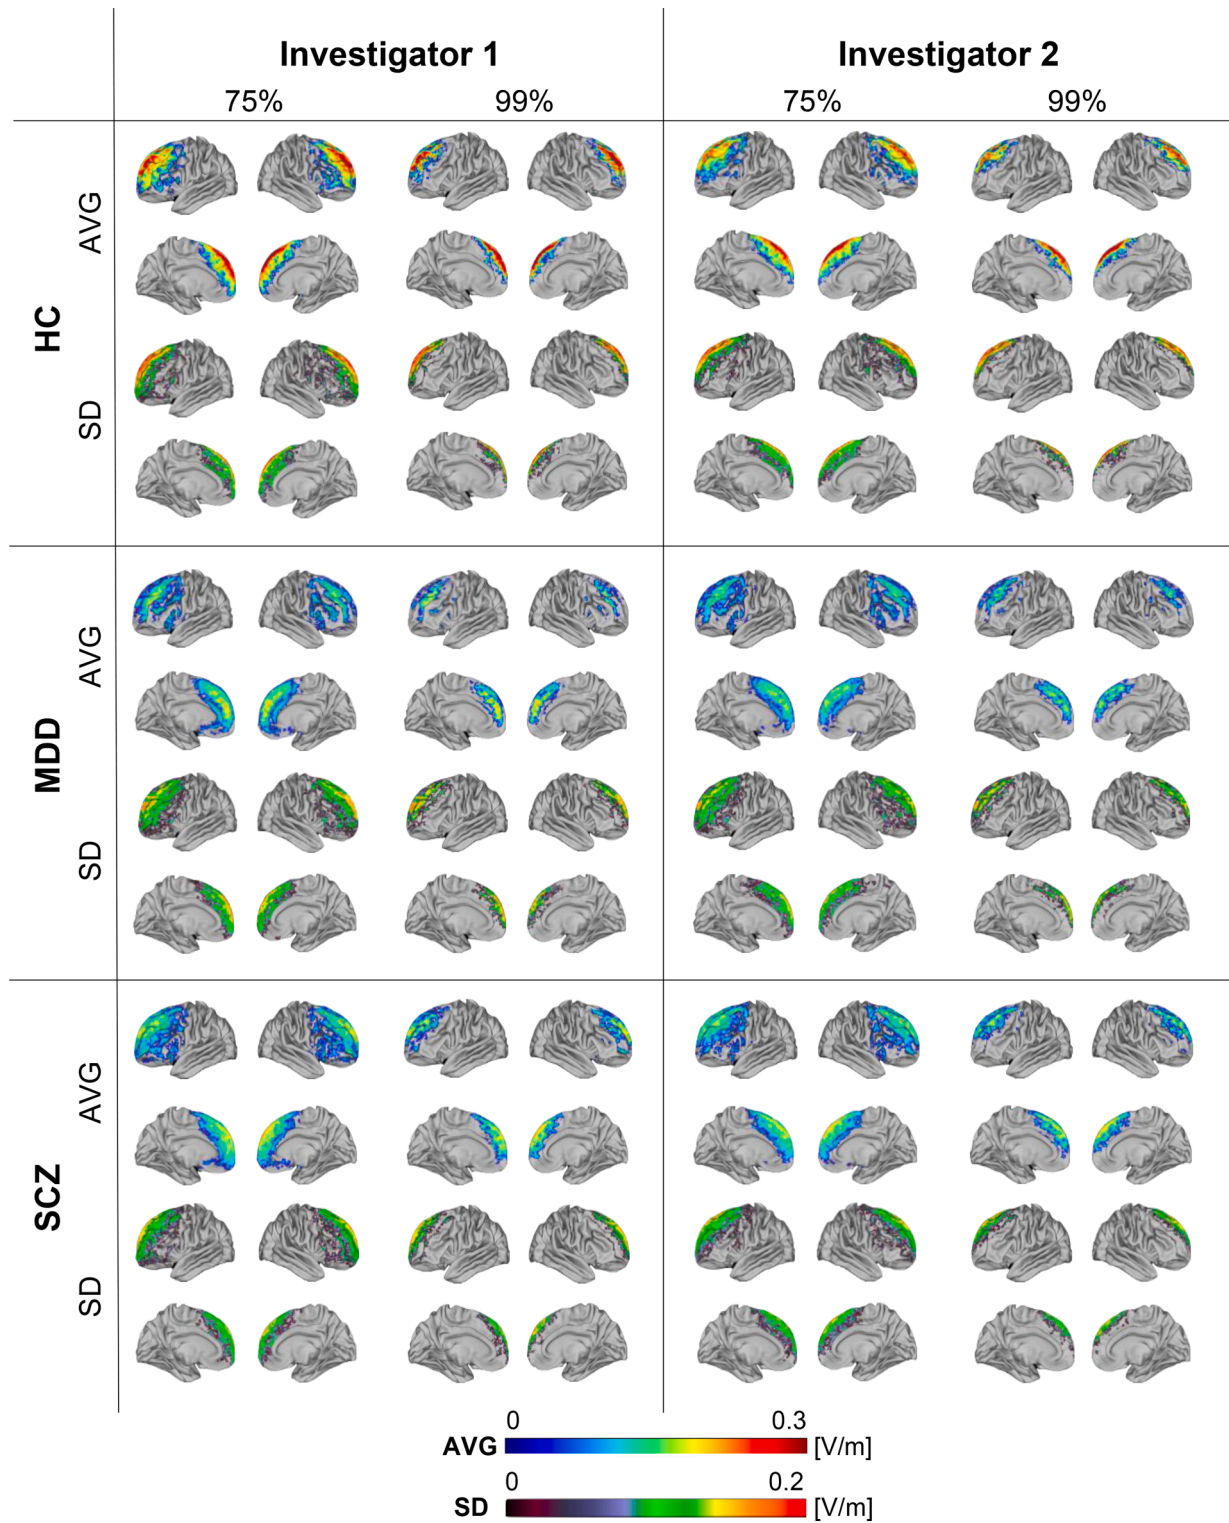 Investigator 1
Investigator 2
75%
99%
75%
99%
HC
AVG
SD
MDD
AVG
SD
SCZ
AVG
SD
0
0.3
AVG
[V/m]
0
0.2
SD
[V/m]